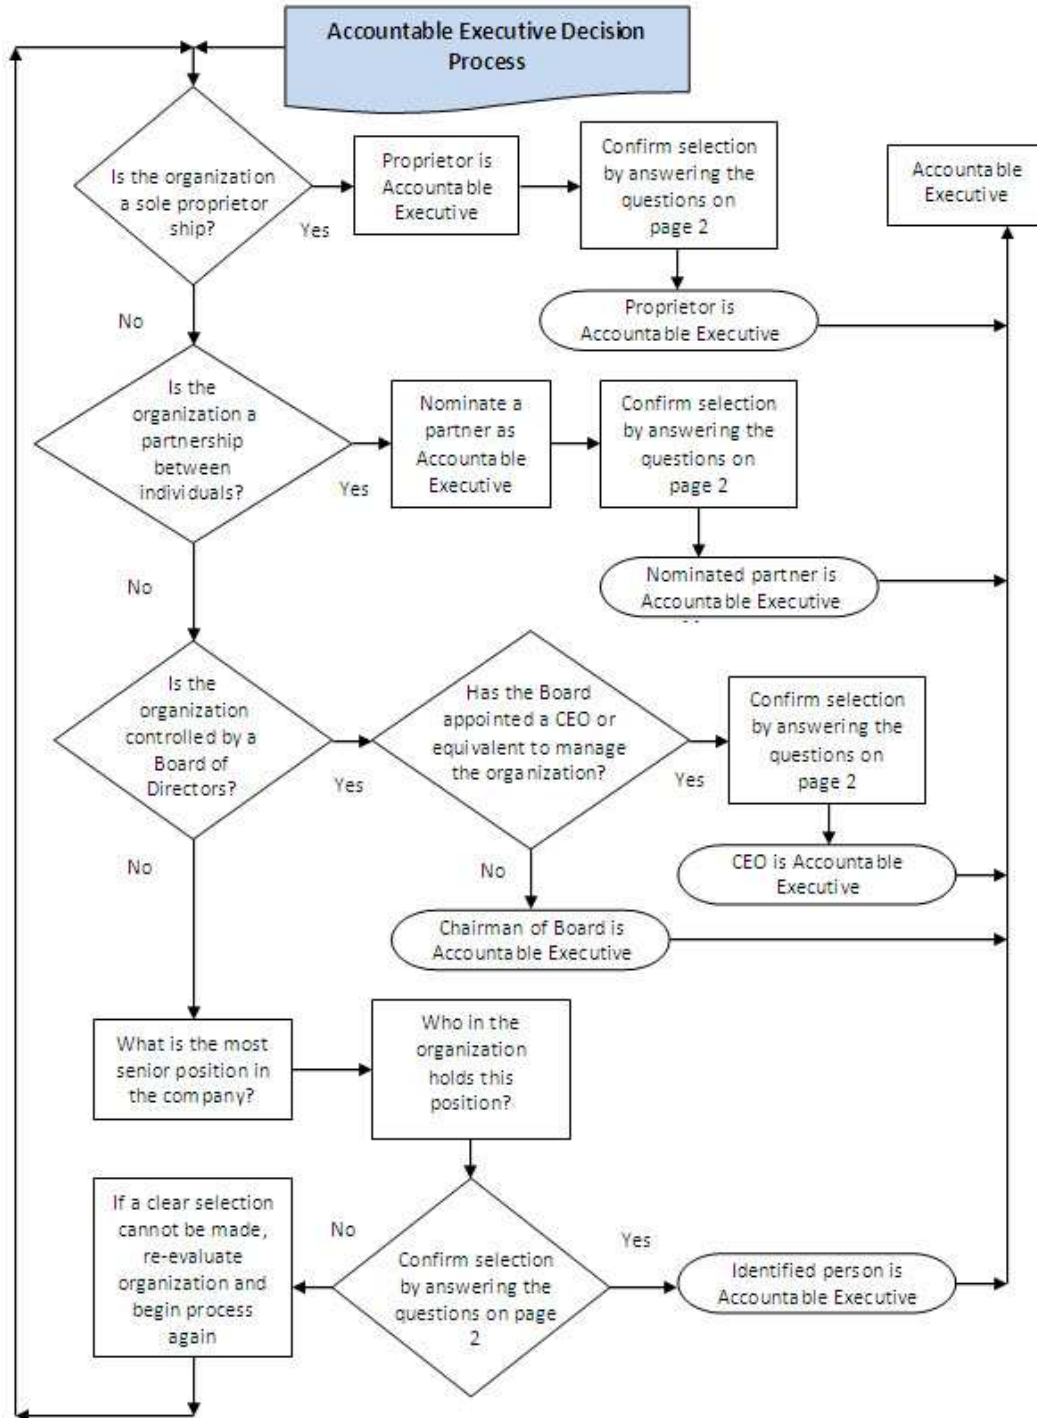 Accountable Executive Decision
Process
Is the organization
a sole proprietor
ship?
Yes
No
Proprietor is
Accountable
Executive
Confirm selection
by answering the
questions on
page 2
Accountable
Executive
Proprietor is
Accountable Executive
Is the
organization a
partnership
between
individuals?
Yes
No
Nominate a
partner as
Accountable
Executive
Confirm selection
by answering the
questions on
page 2
Nominated partner is
Accountable Executive
Is the
organization
controlled by a
Board of
Directors?
Yes
No
Has the Board
appointed a CEO or
equivalent to manage
the organization?
Yes
No
Confirm selection
by answering the
questions on
page 2
CEO is Accountable
Executive
Chairman of Board is
Accountable Executive
What is the most
senior position in
the company?
Who in the
organization
holds this
position?
If a clear selection
cannot be made,
re-evaluate
organization and
begin process
again
No
Confirm selection
by answering the
questions on page
2
Yes
Identified person is
Accountable Executive